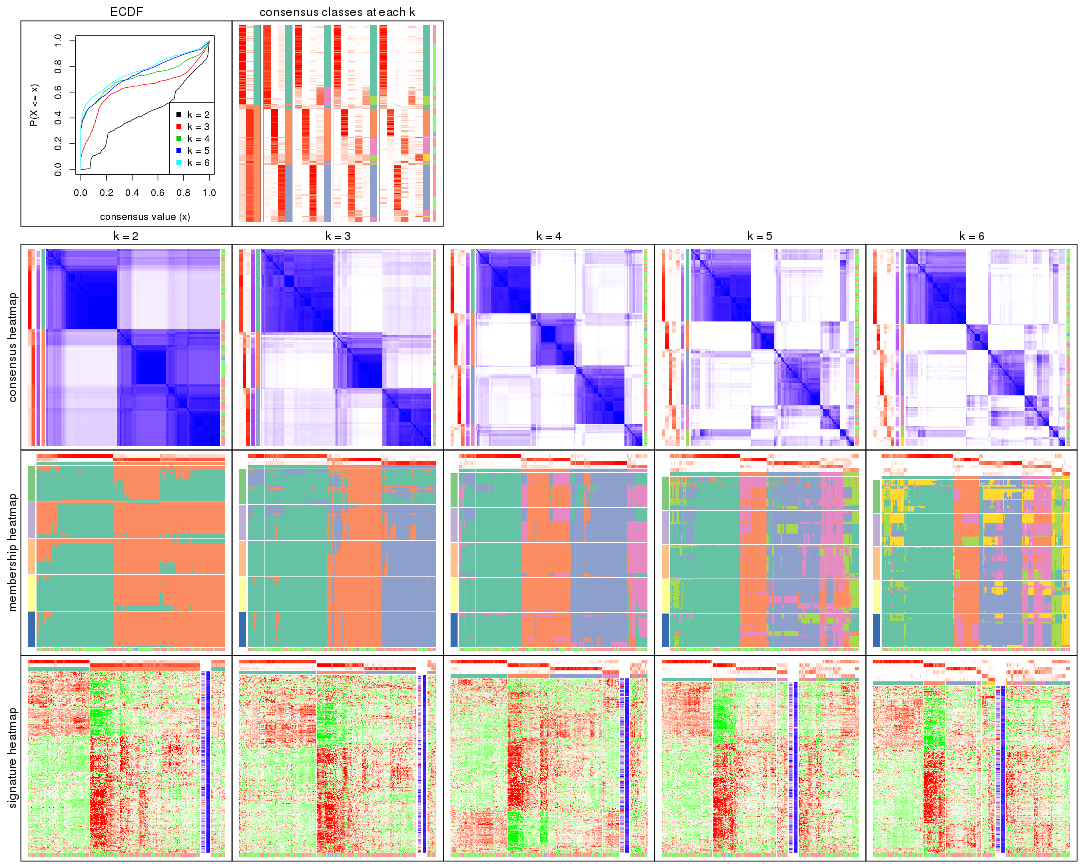 ECDF
consensus classes at each k
P(X <= x)
0.0 0.2 0.4 0.6 0.8 1.0
k = 2
k = 3
k = 4
k = 5
k = 6
0.0 0.2 0.4 0.6 0.8 1.0
consensus value (x)
k = 2 k = 3 k = 4 k = 5 k = 6
consensus heatmap
membership heatmap
signature heatmap